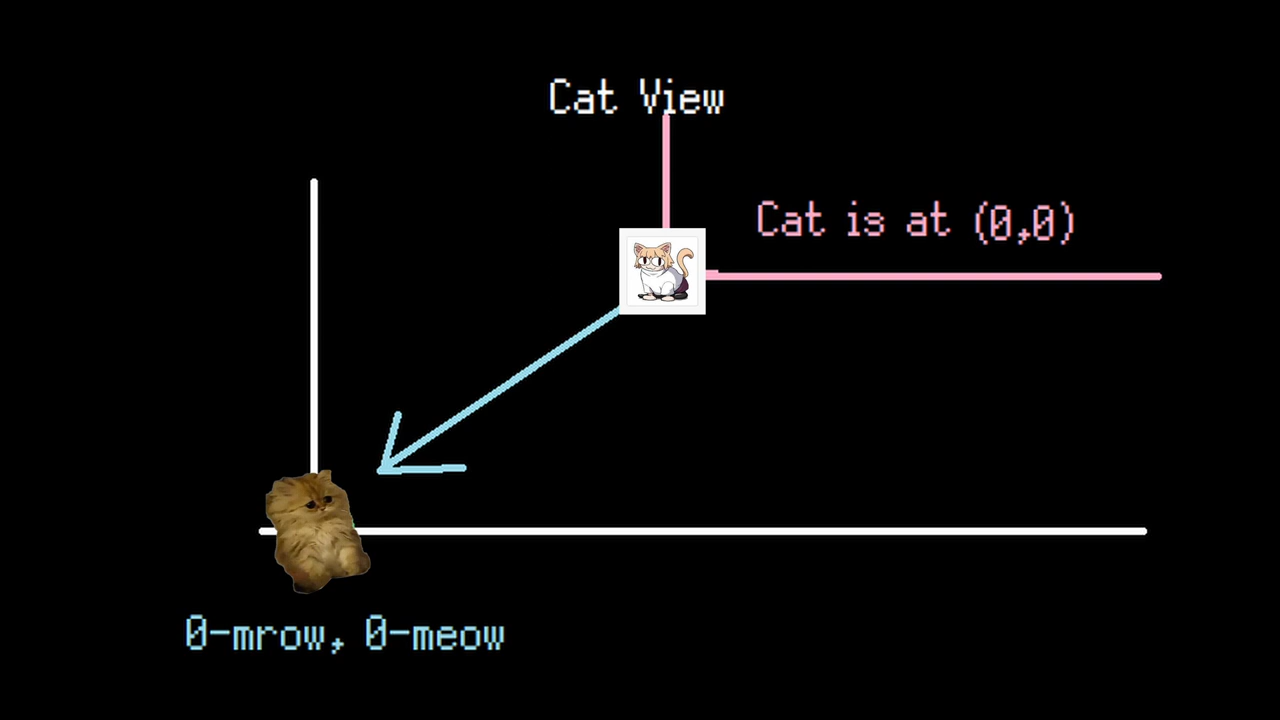 Cat View
Cat is at (0,0)
0-mrow, 0-meow